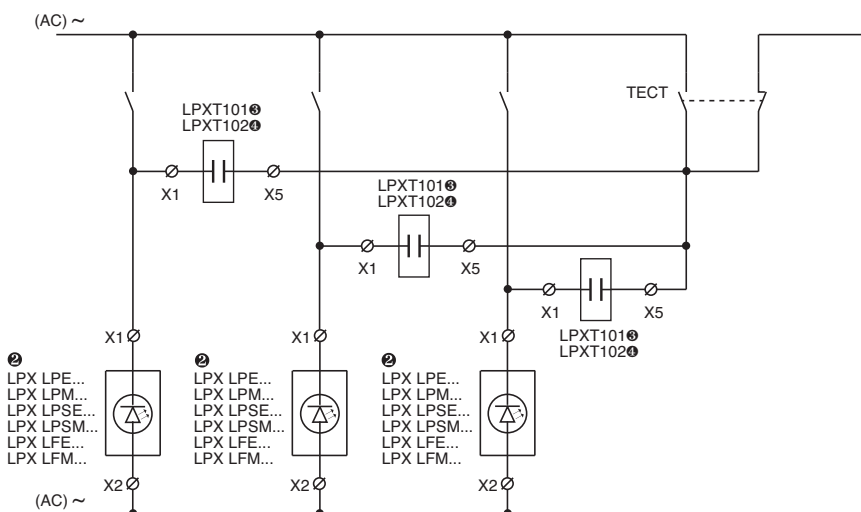 (AC) ~
ТЕСТ
LPXT101❸
LPXT102❹
X1
X5
LPXT101❸
LPXT102❹
X1
X5
X1
X5
LPXT101❸
LPXT102❹
X1
X1
X1
❷
LPX LPE...
LPX LPM...
LPX LPSE...
LPX LPSM...
LPX LFE...
LPX LFM...
❷
LPX LPE...
LPX LPM...
LPX LPSE...
LPX LPSM...
LPX LFE...
LPX LFM...
❷
LPX LPE...
LPX LPM...
LPX LPSE...
LPX LPSM...
LPX LFE...
LPX LFM...
X2
X2
X2
(AC) ~